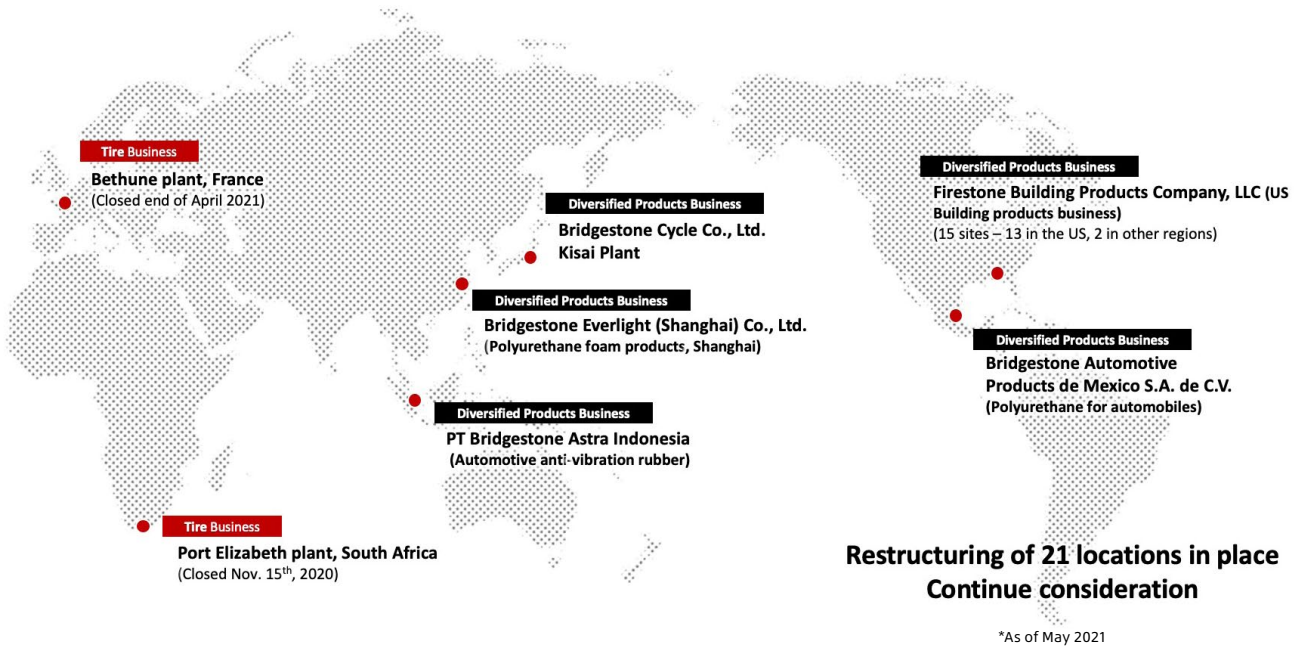 Tire Business
Bethune plant, France
(Closed end of April 2021)
Diversified Products Business
Bridgestone Cycle Co., Ltd.
Kisai Plant
Diversified Products Business
Bridgestone Everlight (Shanghai) Co., Ltd.
(Polyurethane foam products, Shanghai)
Diversified Products Business
PT Bridgestone Astra Indonesia
(Automotive anti-vibration rubber)
Tire Business
Port Elizabeth plant, South Africa
(Closed Nov. 15th, 2020)
Diversified Products Business
Firestone Building Products Company, LLC (US
Building products business)
(15 sites – 13 in the US, 2 in other regions)
Diversified Products Business
Bridgestone Automotive
Products de Mexico S.A. de C.V.
(Polyurethane for automobiles)
Restructuring of 21 locations in place
Continue consideration
*As of May 2021